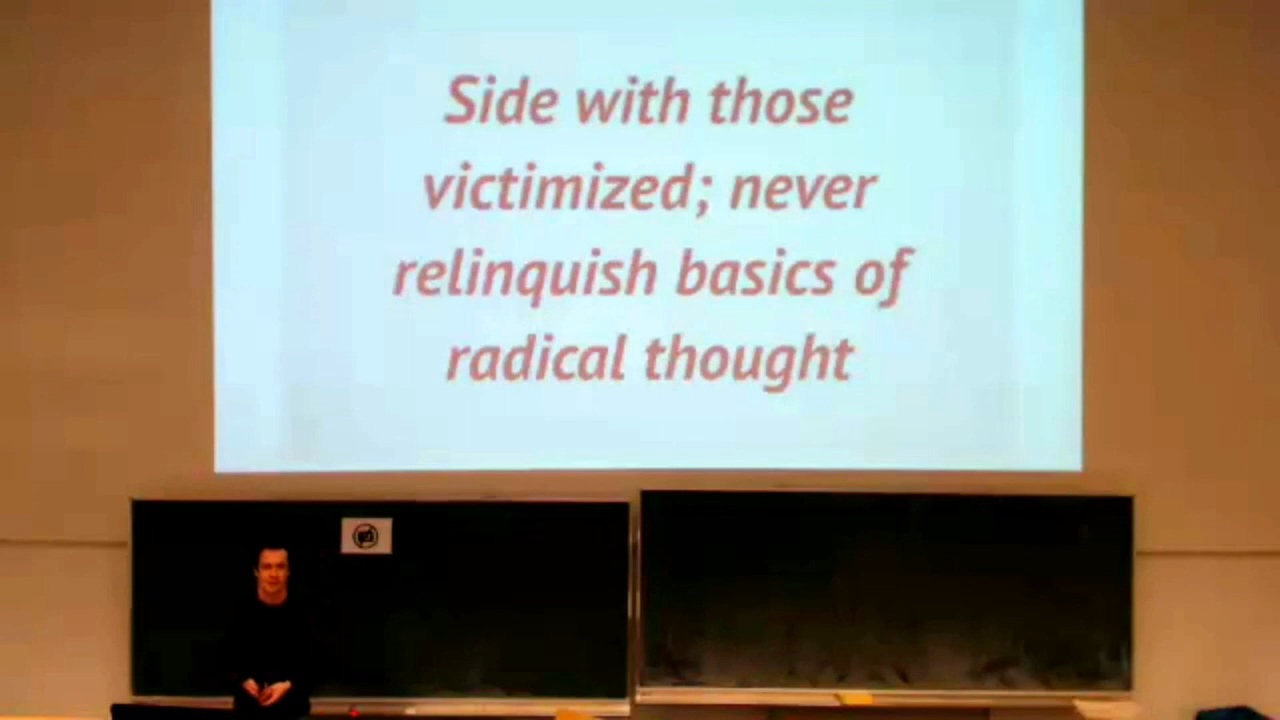 Side with those
victimized; never
relinquish basics of
radical thought